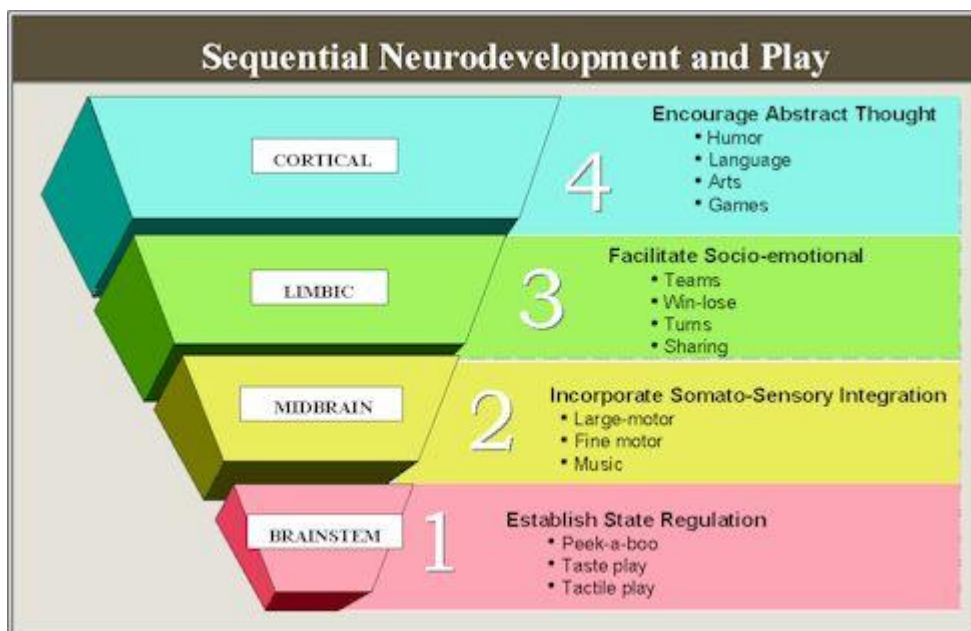 Sequential Neurodevelopment and Play
CORTICAL
4
Encourage Abstract Thought
• Humor
• Language
• Arts
• Games
LIMBIC
3
Facilitate Socio-emotional
• Teams
• Win-lose
• Turns
• Sharing
MIDBRAIN
2
Incorporate Somato-Sensory Integration
• Large-motor
• Fine motor
• Music
BRAINSTEM
1
Establish State Regulation
• Peek-a-boo
• Taste play
• Tactile play